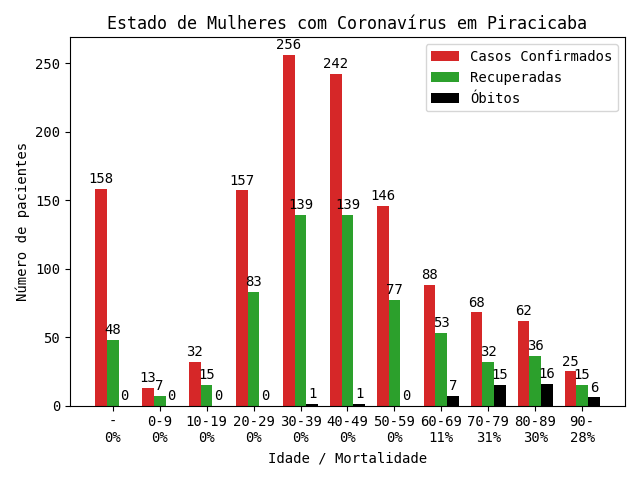 Estado de Mulheres com Coronavírus em Piracicaba
Casos Confirmados
Recuperadas
Óbitos
Número de pacientes
250
200
150
100
50
0
158 48 0
13 7 0
32 15 0
157 83 0
256 139 1
242 139 1
146 77 0
88 53 7
68 32 15
62 36 16
25 15 6
- 0-9 10-19 20-29 30-39 40-49 50-59 60-69 70-79 80-89 90-
0% 0% 0% 0% 0% 0% 0% 11% 31% 30% 28%
Idade / Mortalidade